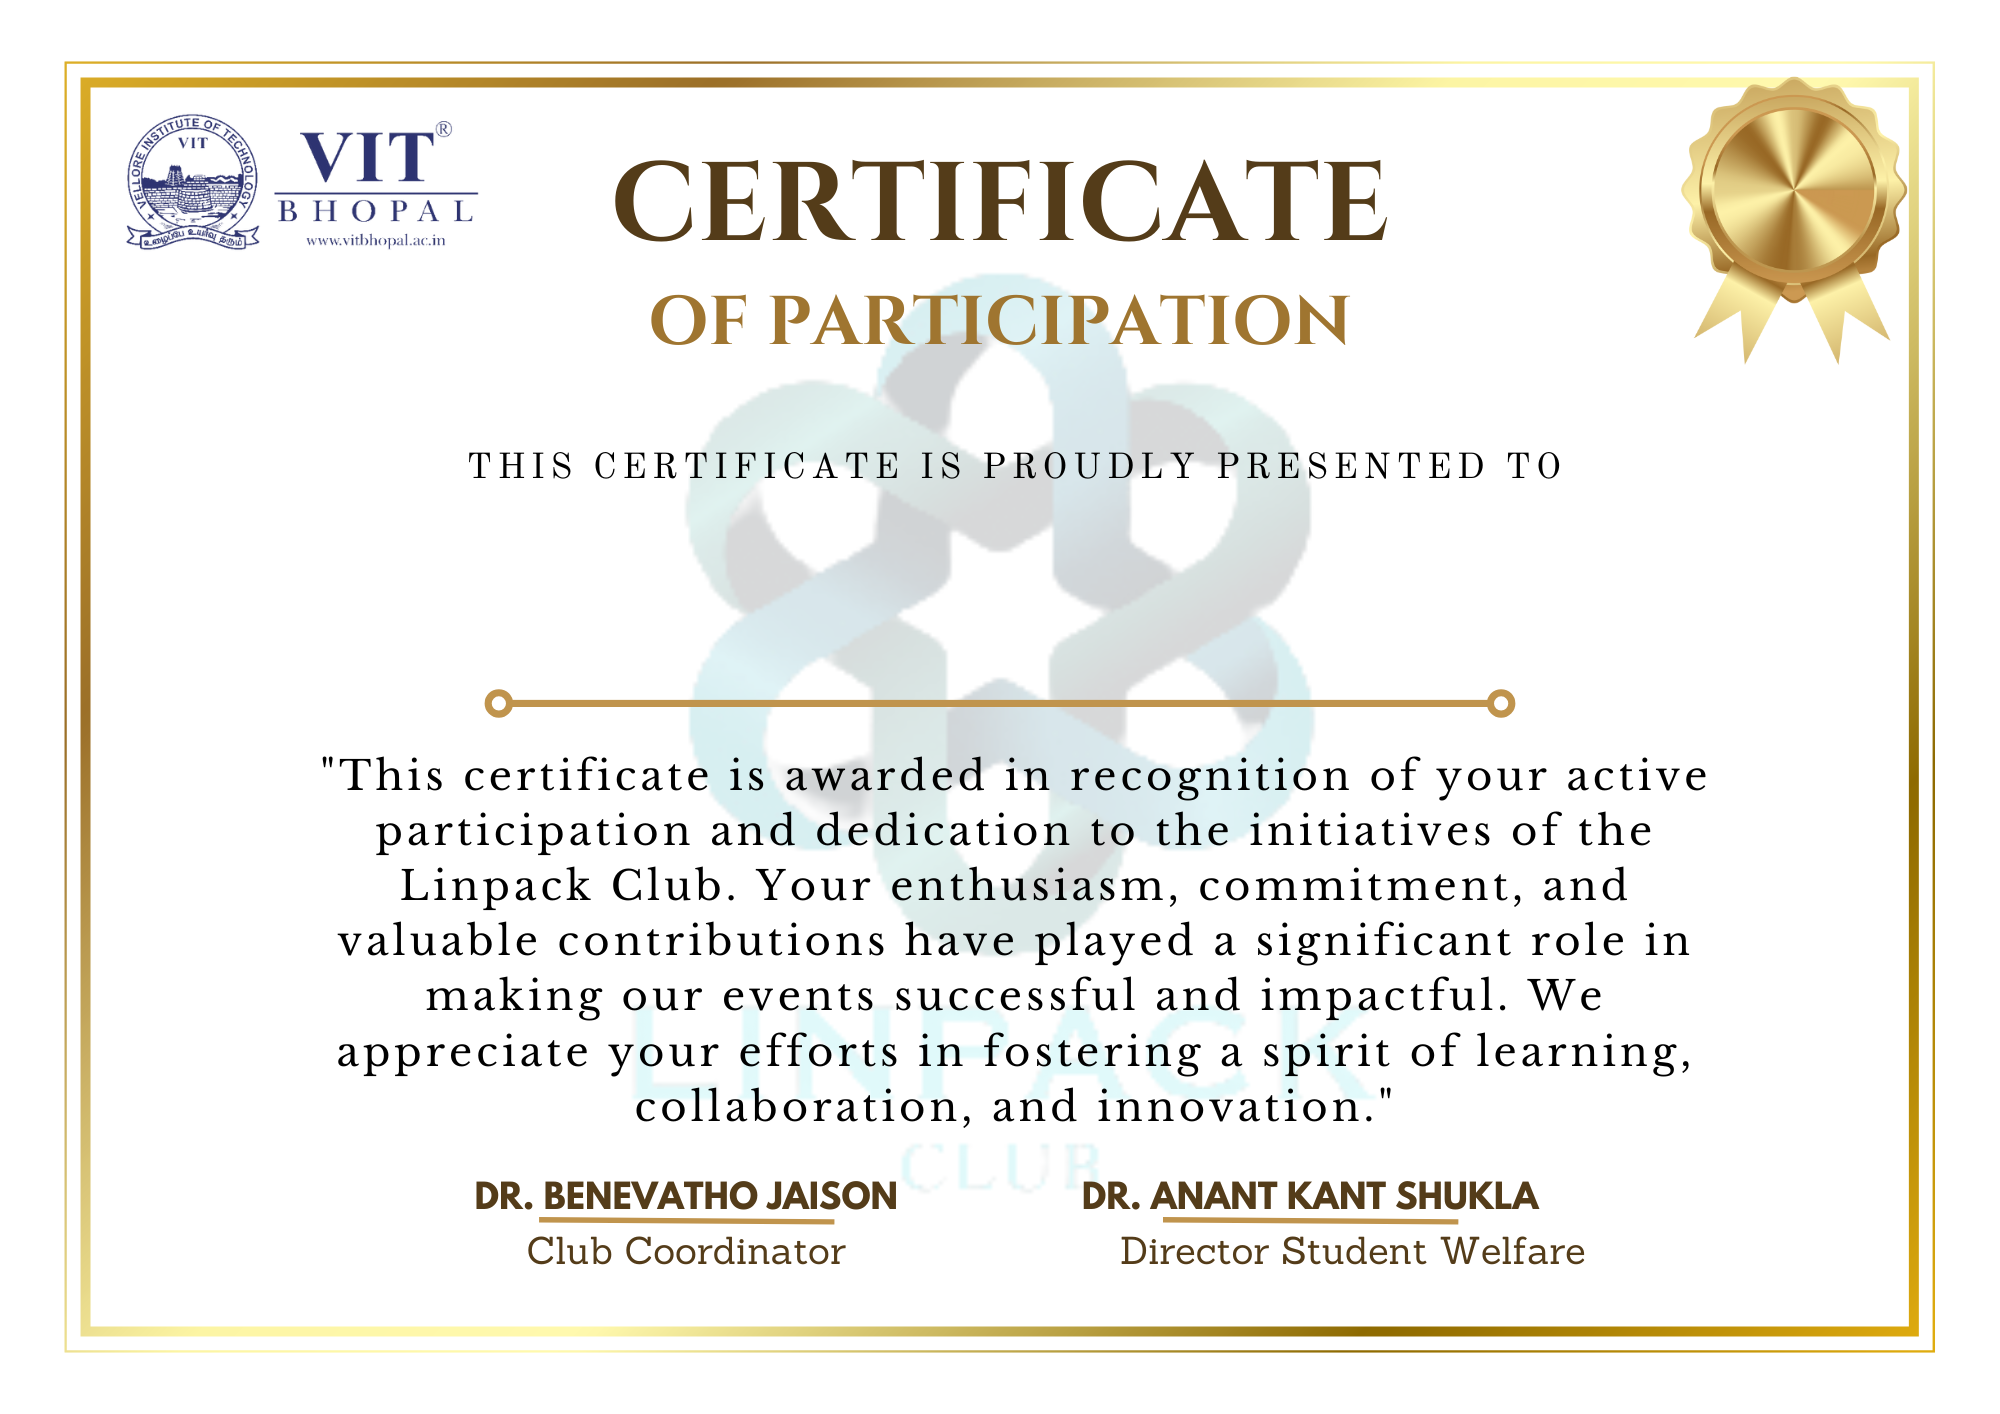 VELLORE INSTITUTE OF TECHNOLOGY
VIT
உழைப்பே உயர்வு தரும்
VIT®
BHOPAL
www.vitbhopal.ac.in
CERTIFICATE
OF PARTICIPATION
THIS CERTIFICATE IS PROUDLY PRESENTED TO
"This certificate is awarded in recognition of your active
participation and dedication to the initiatives of the
Linpack Club. Your enthusiasm, commitment, and
valuable contributions have played a significant role in
making our events successful and impactful. We
appreciate your efforts in fostering a spirit of learning,
collaboration, and innovation."
LINPACK
CLUB
DR. BENEVATHO JAISON
Club Coordinator
DR. ANANT KANT SHUKLA
Director Student Welfare